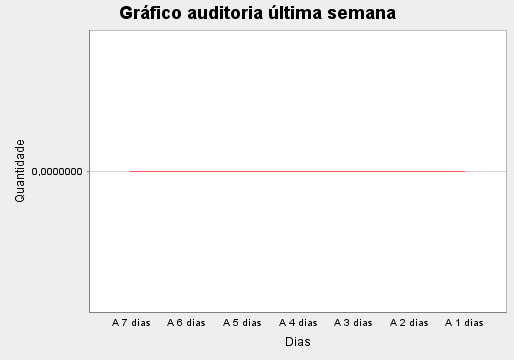 Gráfico auditoria última semana
Quantidade
0,0000000
A 7 dias A 6 dias A 5 dias A 4 dias A 3 dias A 2 dias A 1 dias
Dias